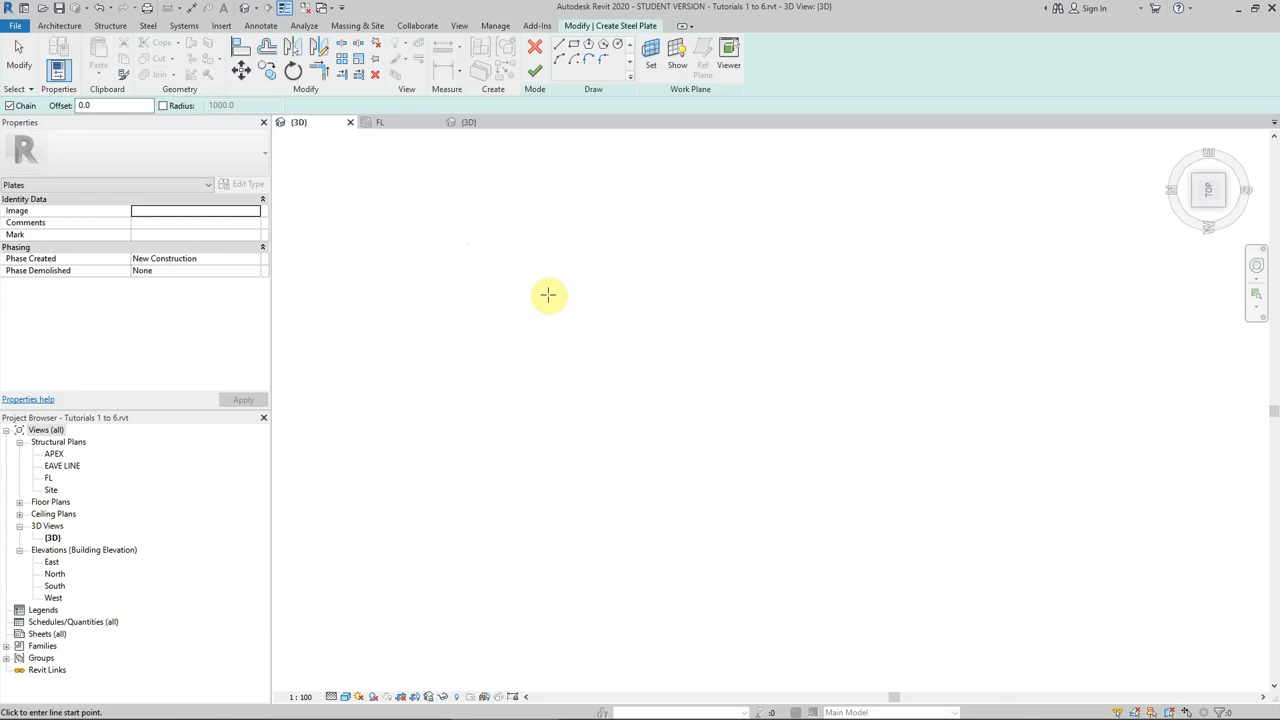 Autodesk Revit 2020 - STUDENT VERSION - Tutorials 1 to 6.rvt - 3D View: {3D}
Sign In
File Architecture Structure Steel Systems Insert Annotate Analyze Massing & Site Collaborate View Manage Add-Ins Modify | Create Steel Plate
Modify Paste Cope Cut Join Set Show Ref Plane Viewer
Select Properties Clipboard Geometry Modify View Measure Create Mode Draw Work Plane
Chain Offset: 0.0 Radius: 1000.0
Properties
{3D} FL {3D}
TOP
Plates Edit Type
Identity Data
Image
Comments
Mark
Phasing
Phase Created New Construction
Phase Demolished None
Properties help Apply
Project Browser - Tutorials 1 to 6.rvt
Views (all)
Structural Plans
APEX
EAVE LINE
FL
Site
Floor Plans
Ceiling Plans
3D Views
{3D}
Elevations (Building Elevation)
East
North
South
West
Legends
Schedules/Quantities (all)
Sheets (all)
Families
Groups
Revit Links
1 : 100
Click to enter line start point. :0 Main Model :0